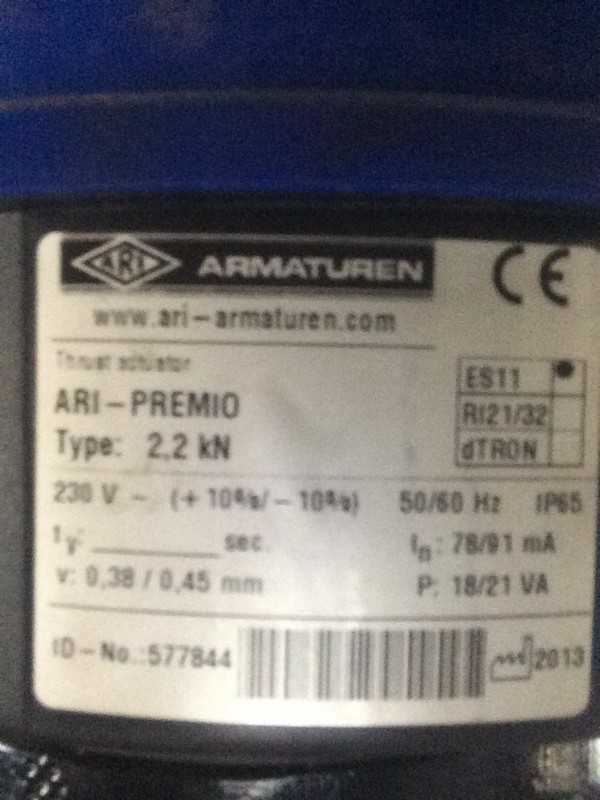 ARI ARMATUREN CE
www.ari-armaturen.com
Thrust actuator
ARI-PREMIO
Type: 2,2 kN
ES11
RI21/32
dTRON
230 V ~ (+10%/-10%) 50/60 Hz IP65
sec. In: 78/91 mA
v: 0,38 / 0,45 mm P: 18/21 VA
ID-No.:577844 2013